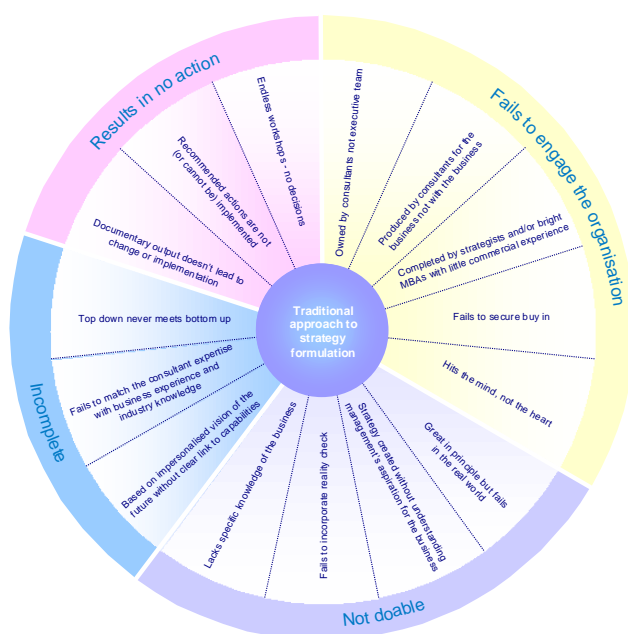 Traditional
approach to
strategy
formulation
Fails to engage the organisation
Owned by consultants not executive team
Produced by consultants for the
business not with the business
Completed by strategists and/or bright
MBAs with little commercial experience
Fails to secure buy in
Hits the mind, not the heart
Not doable
Great in principle but fails
in the real world
Strategy created without understanding
management's aspiration for the business
Fails to incorporate reality check
Lacks specific knowledge of the business
Incomplete
Based on impersonalised vision of the
future without clear link to capabilities
Fails to match the consultant expertise
with business experience and
industry knowledge
Top down never meets bottom up
Results in no action
Documentary output doesn't lead to
change or implementation
Recommended actions are not
(or cannot be) implemented
Endless workshops - no decisions